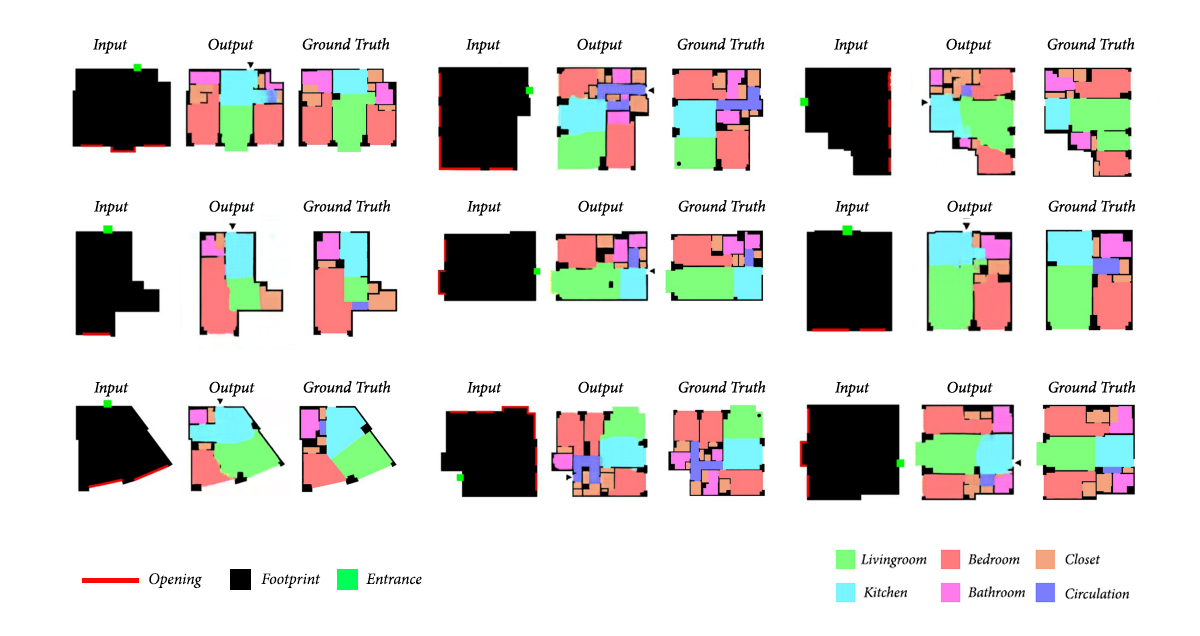 Input Output Ground Truth Input Output Ground Truth Input Output Ground Truth
Input Output Ground Truth Input Output Ground Truth Input Output Ground Truth
Input Output Ground Truth Input Output Ground Truth Input Output Ground Truth
Livingroom Bedroom Closet
Opening Footprint Entrance
Kitchen Bathroom Circulation